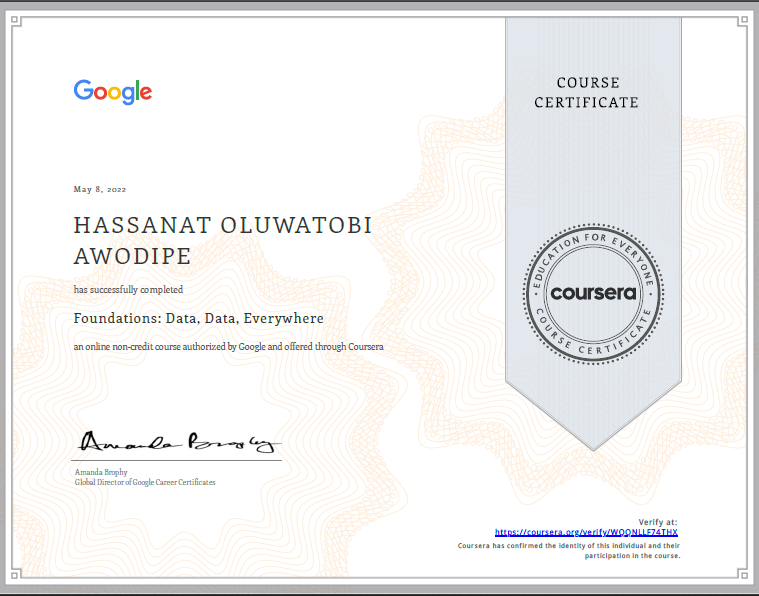 Google
COURSE
CERTIFICATE
May 8, 2022
HASSANAT OLUWATOBI
AWODIPE
has successfully completed
Foundations: Data, Data, Everywhere
an online non-credit course authorized by Google and offered through Coursera
EDUCATION FOR EVERYONE
coursera
COURSE CERTIFICATE
Amanda Brophy
Amanda Brophy
Global Director of Google Career Certificates
Verify at:
https://coursera.org/verify/WQQNLLF74THX
Coursera has confirmed the identity of this individual and their
participation in the course.